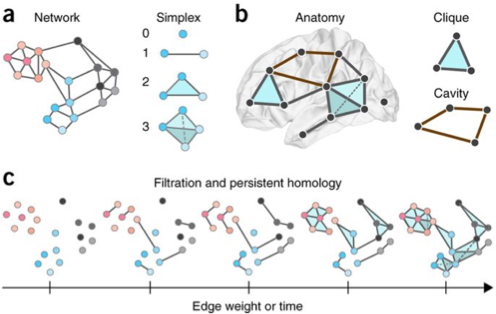 a
Network
Simplex
0
1
2
3
b
Anatomy
Clique
Cavity
c
Filtration and persistent homology
Edge weight or time